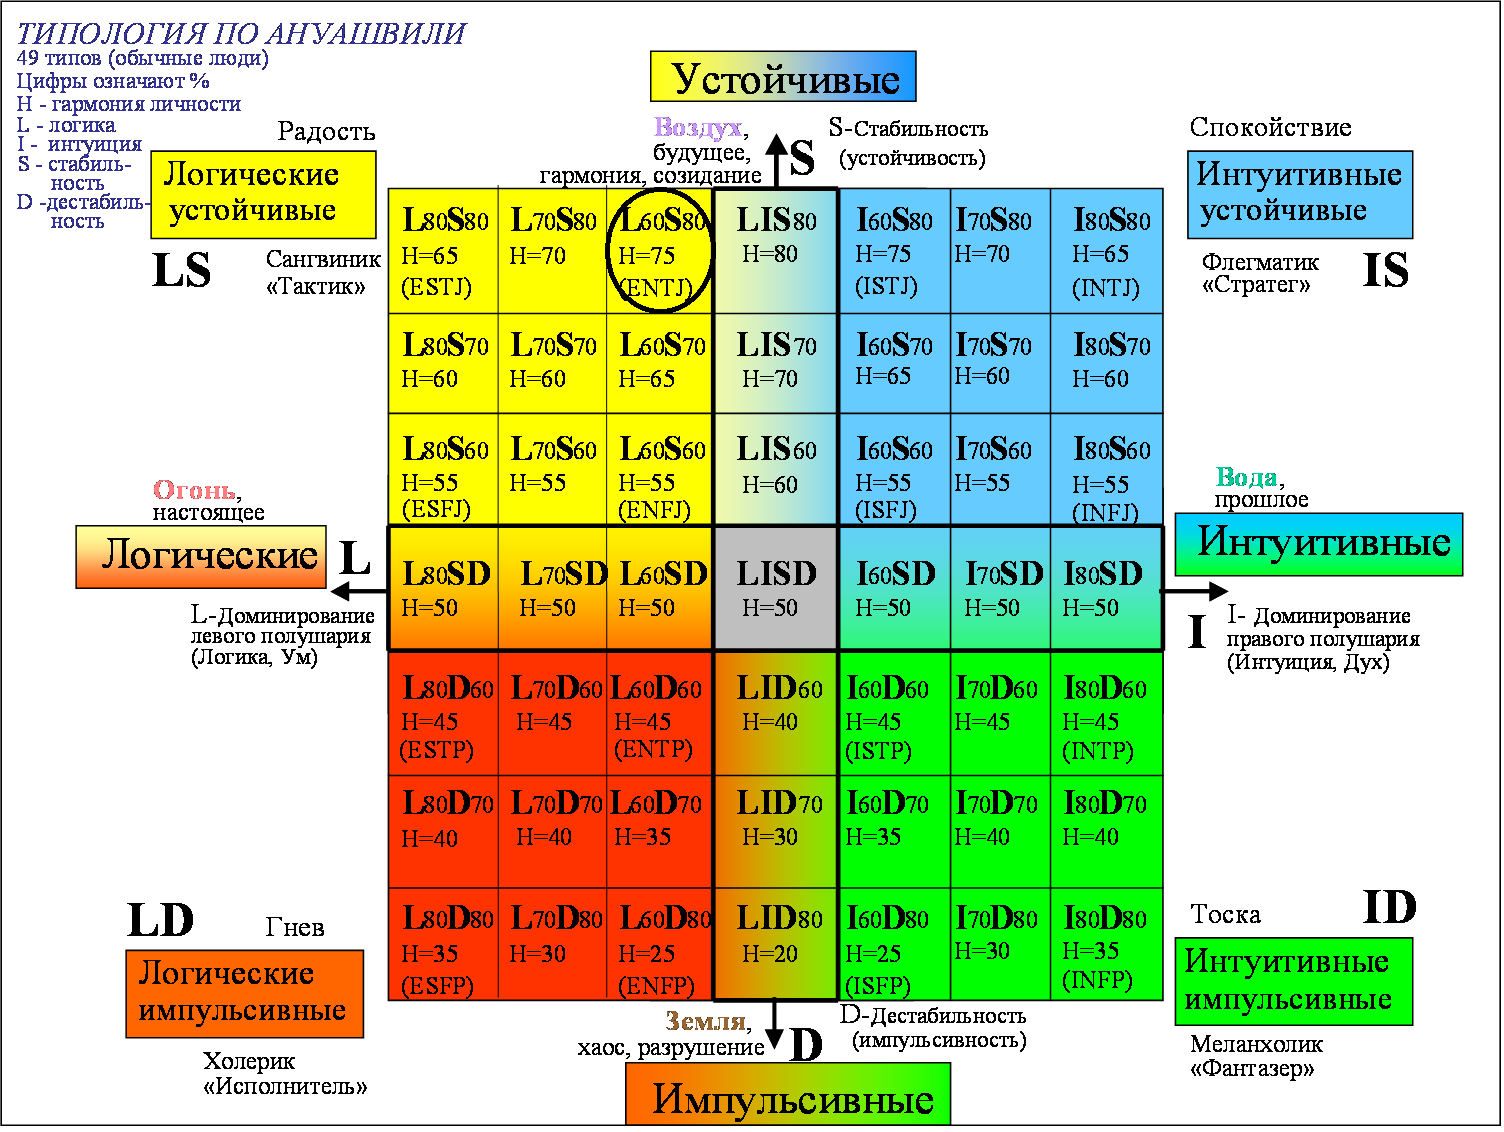 ТИПОЛОГИЯ ПО АНУАШВИЛИ
49 типов (обычные люди)
Цифры означают %
H - гармония личности
L - логика
I - интуиция
S - стабиль-
ность
D -дестабиль-
ность
Устойчивые
Радость
Логические
устойчивые
LS
Сангвиник
«Тактик»
Воздух,
будущее,
гармония, созидание
S
S-Стабильность
(устойчивость)
Спокойствие
Интуитивные
устойчивые
Флегматик
«Стратег»
IS
L80S80 L70S80 L60S80 LIS80 I60S80 I70S80 I80S80
H=65 H=70 H=75 H=80 H=75 H=70 H=65
(ESTJ) (ENTJ) (ISTJ) (INTJ)
L80S70 L70S70 L60S70 LIS70 I60S70 I70S70 I80S70
H=60 H=60 H=65 H=70 H=65 H=60 H=60
L80S60 L70S60 L60S60 LIS60 I60S60 I70S60 I80S60
H=55 H=55 H=55 H=60 H=55 H=55 H=55
(ESFJ) (ENFJ) (ISFJ) (INFJ)
Огонь,
настоящее
Логические
L
L-Доминирование
левого полушария
(Логика, Ум)
L80SD L70SD L60SD LISD I60SD I70SD I80SD
H=50 H=50 H=50 H=50 H=50 H=50 H=50
Вода,
прошлое
Интуитивные
I
I- Доминирование
правого полушария
(Интуиция, Дух)
L80D60 L70D60 L60D60 LID60 I60D60 I70D60 I80D60
H=45 H=45 H=45 H=40 H=45 H=45 H=45
(ESTP) (ENTP) (ISTP) (INTP)
L80D70 L70D70 L60D70 LID70 I60D70 I70D70 I80D70
H=40 H=40 H=35 H=30 H=35 H=40 H=40
L80D80 L70D80 L60D80 LID80 I60D80 I70D80 I80D80
H=35 H=30 H=25 H=20 H=25 H=30 H=35
(ESFP) (ENFP) (ISFP) (INFP)
LD
Гнев
Логические
импульсивные
Холерик
«Исполнитель»
Земля,
хаос, разрушение
D
D-Дестабильность
(импульсивность)
Импульсивные
ID
Тоска
Интуитивные
импульсивные
Меланхолик
«Фантазер»